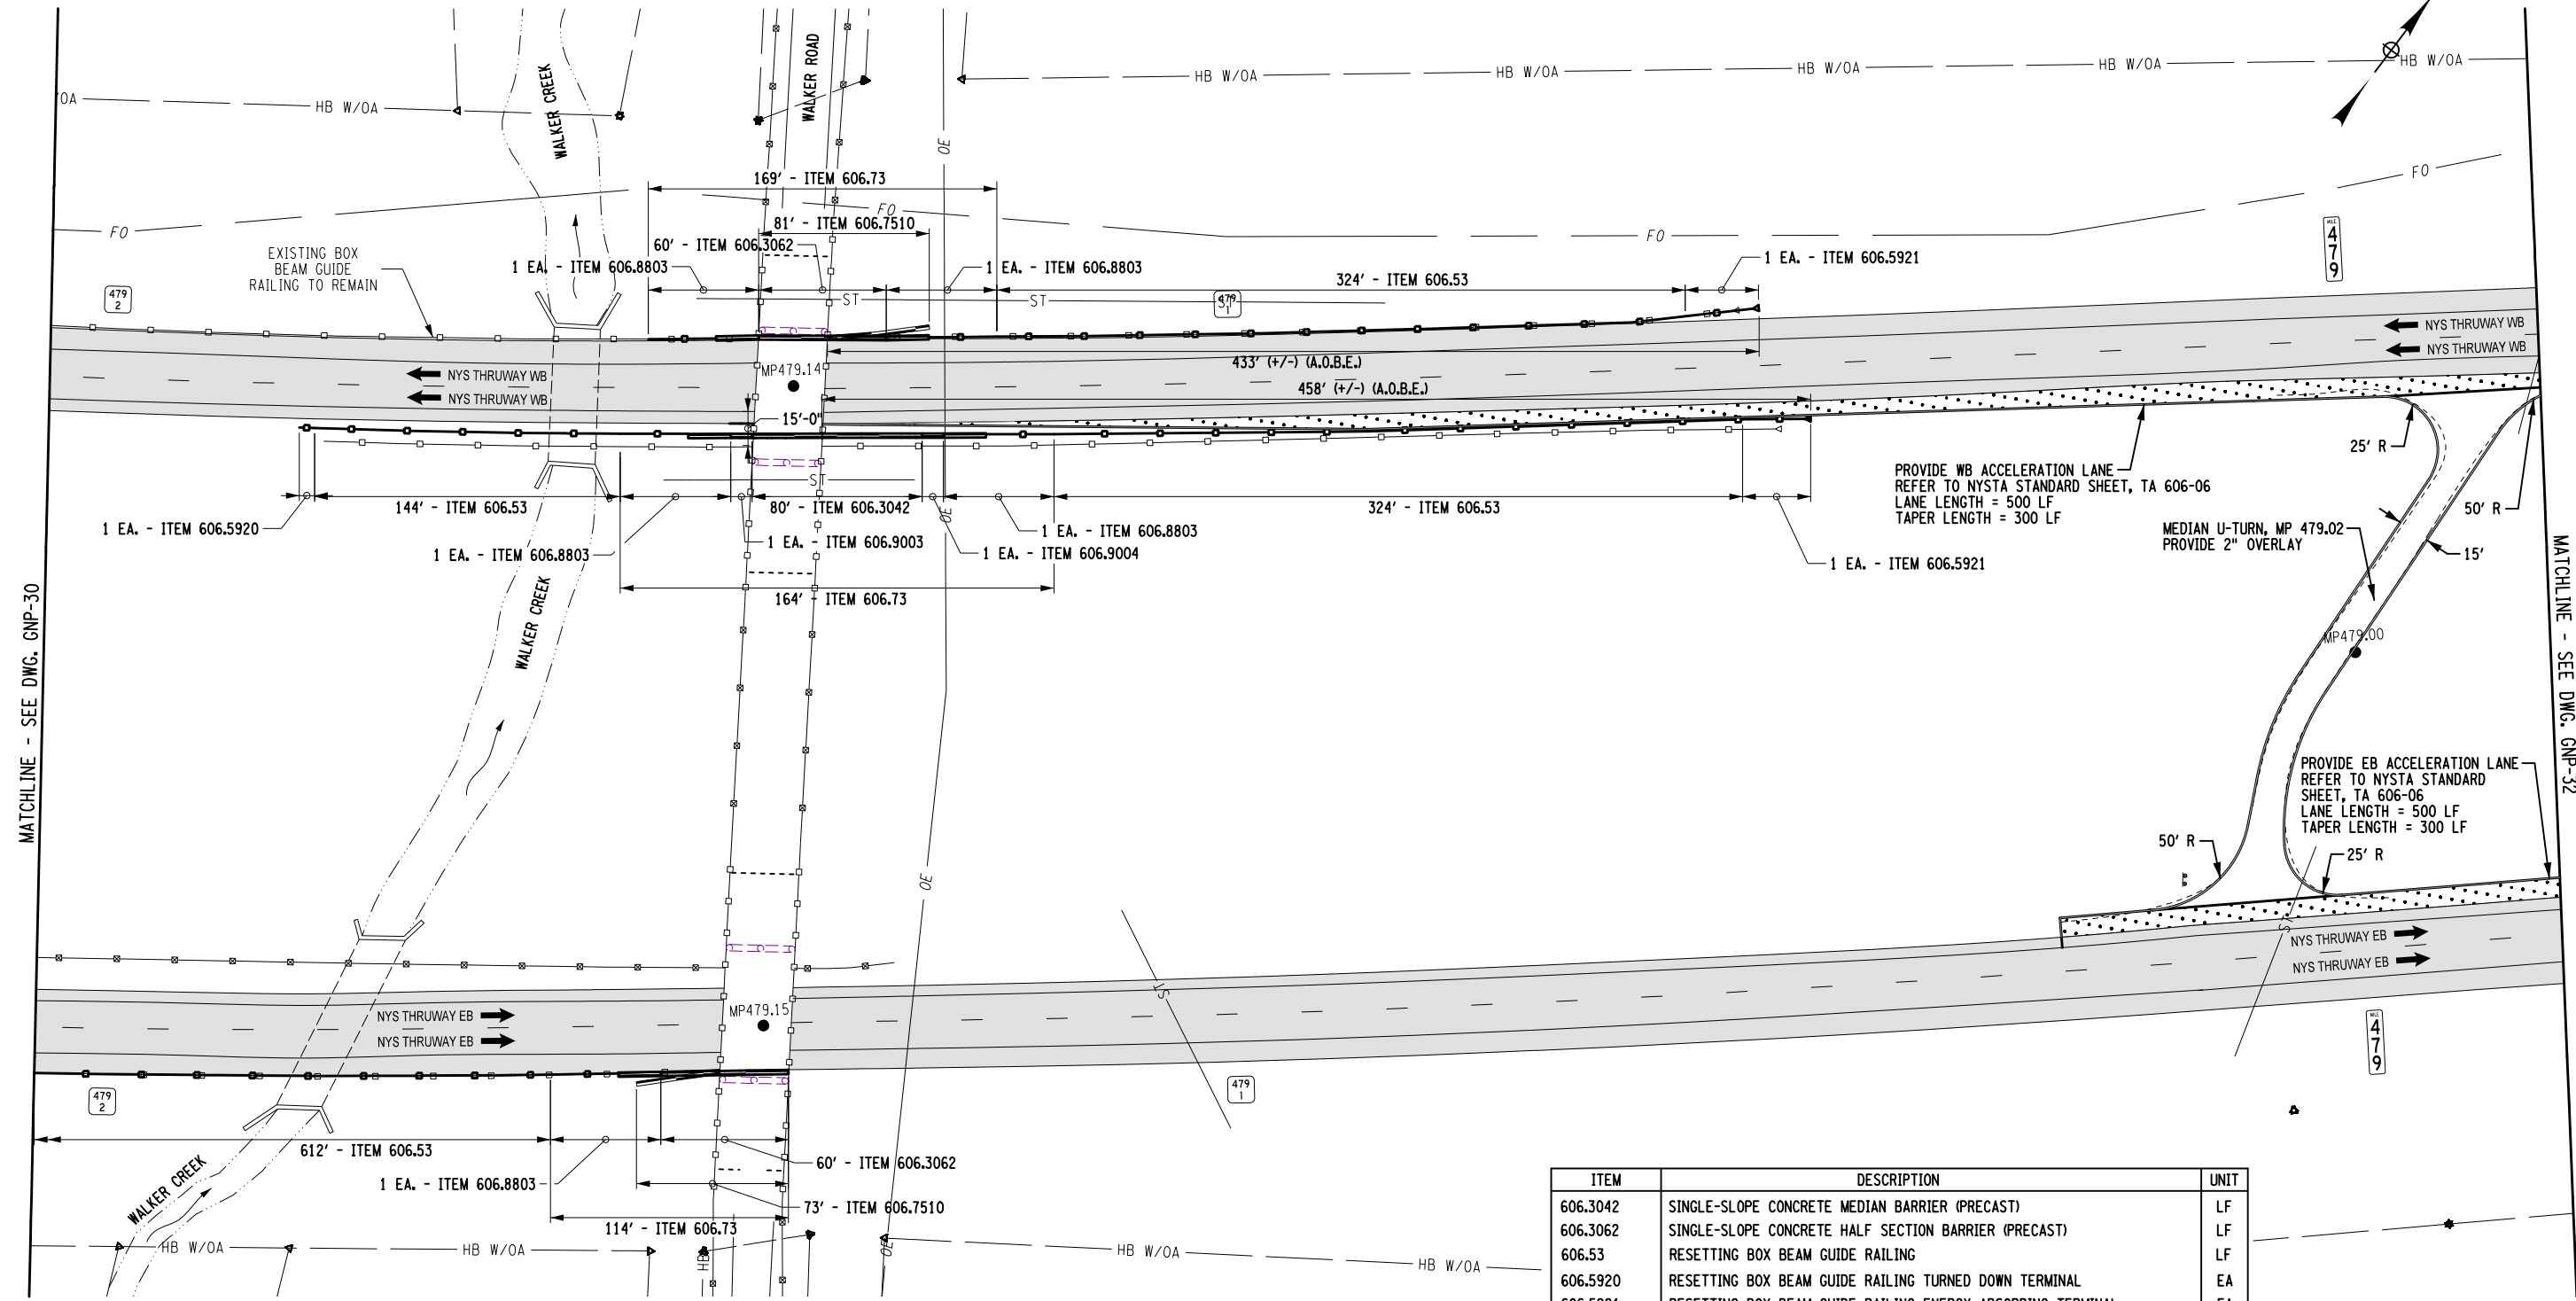 WALKER CREEK
WALKER ROAD
OE
HB W/OA
HB W/OA
HB W/OA
HB W/OA
HB W/OA
/OA
HB W/OA
FO
FO
FO
FO
169' - ITEM 606.73
81' - ITEM 606.7510
60' - ITEM 606.3062
1 EA. - ITEM 606.8803
1 EA. - ITEM 606.8803
324' - ITEM 606.53
1 EA. - ITEM 606.5921
EXISTING BOX
BEAM GUIDE
RAILING TO REMAIN
479
2
ST
ST
ST
479
1
MILE
479
NYS THRUWAY WB
NYS THRUWAY WB
NYS THRUWAY WB
NYS THRUWAY WB
MP479.14
433' (+/-) (A.O.B.E.)
458' (+/-) (A.O.B.E.)
15'-0"
ST
144' - ITEM 606.53
80' - ITEM 606.3042
OE
324' - ITEM 606.53
1 EA. - ITEM 606.5920
1 EA. - ITEM 606.8803
1 EA. - ITEM 606.9003
1 EA. - ITEM 606.8803
1 EA. - ITEM 606.9004
1 EA. - ITEM 606.5921
164' - ITEM 606.73
25' R
PROVIDE WB ACCELERATION LANE
REFER TO NYSTA STANDARD SHEET, TA 606-06
LANE LENGTH = 500 LF
TAPER LENGTH = 300 LF
50' R
MEDIAN U-TURN, MP 479.02
PROVIDE 2" OVERLAY
15'
MP479.00
MATCHLINE - SEE DWG. GNP-30
MATCHLINE - SEE DWG. GNP-32
WALKER CREEK
OE
PROVIDE EB ACCELERATION LANE
REFER TO NYSTA STANDARD
SHEET, TA 606-06
LANE LENGTH = 500 LF
TAPER LENGTH = 300 LF
50' R
25' R
NYS THRUWAY EB
NYS THRUWAY EB
ST
ST
MP479.15
NYS THRUWAY EB
NYS THRUWAY EB
479
2
479
1
MILE
479
612' - ITEM 606.53
60' - ITEM 606.3062
1 EA. - ITEM 606.8803
73' - ITEM 606.7510
114' - ITEM 606.73
WALKER CREEK
HB W/OA
HB W/OA
HB
OE
HB W/OA
HB W/OA
ITEM DESCRIPTION UNIT
606.3042 SINGLE-SLOPE CONCRETE MEDIAN BARRIER (PRECAST) LF
606.3062 SINGLE-SLOPE CONCRETE HALF SECTION BARRIER (PRECAST) LF
606.53 RESETTING BOX BEAM GUIDE RAILING LF
606.5920 RESETTING BOX BEAM GUIDE RAILING TURNED DOWN TERMINAL EA